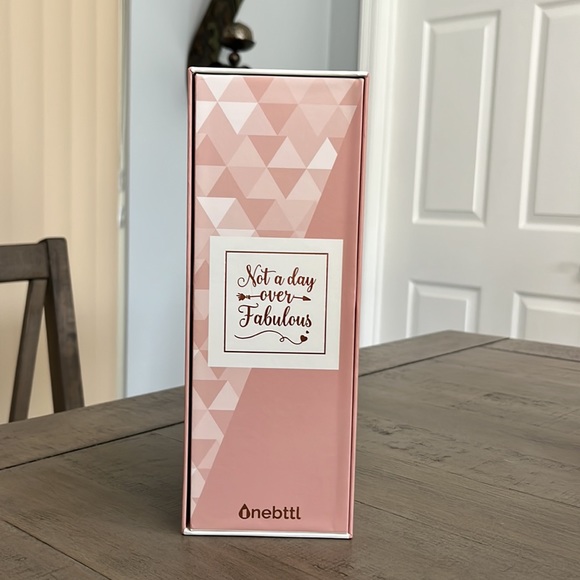 Not a day
over
Fabulous
Onebttl